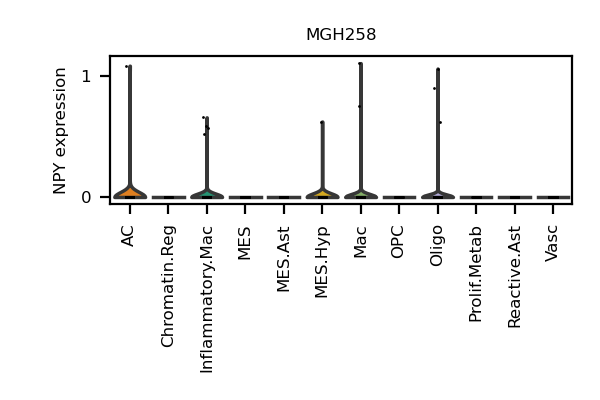 MGH258
NPY expression
1
0
AC
Chromatin.Reg
Inflammatory.Mac
MES
MES.Ast
MES.Hyp
Mac
OPC
Oligo
Prolif.Metab
Reactive.Ast
Vasc